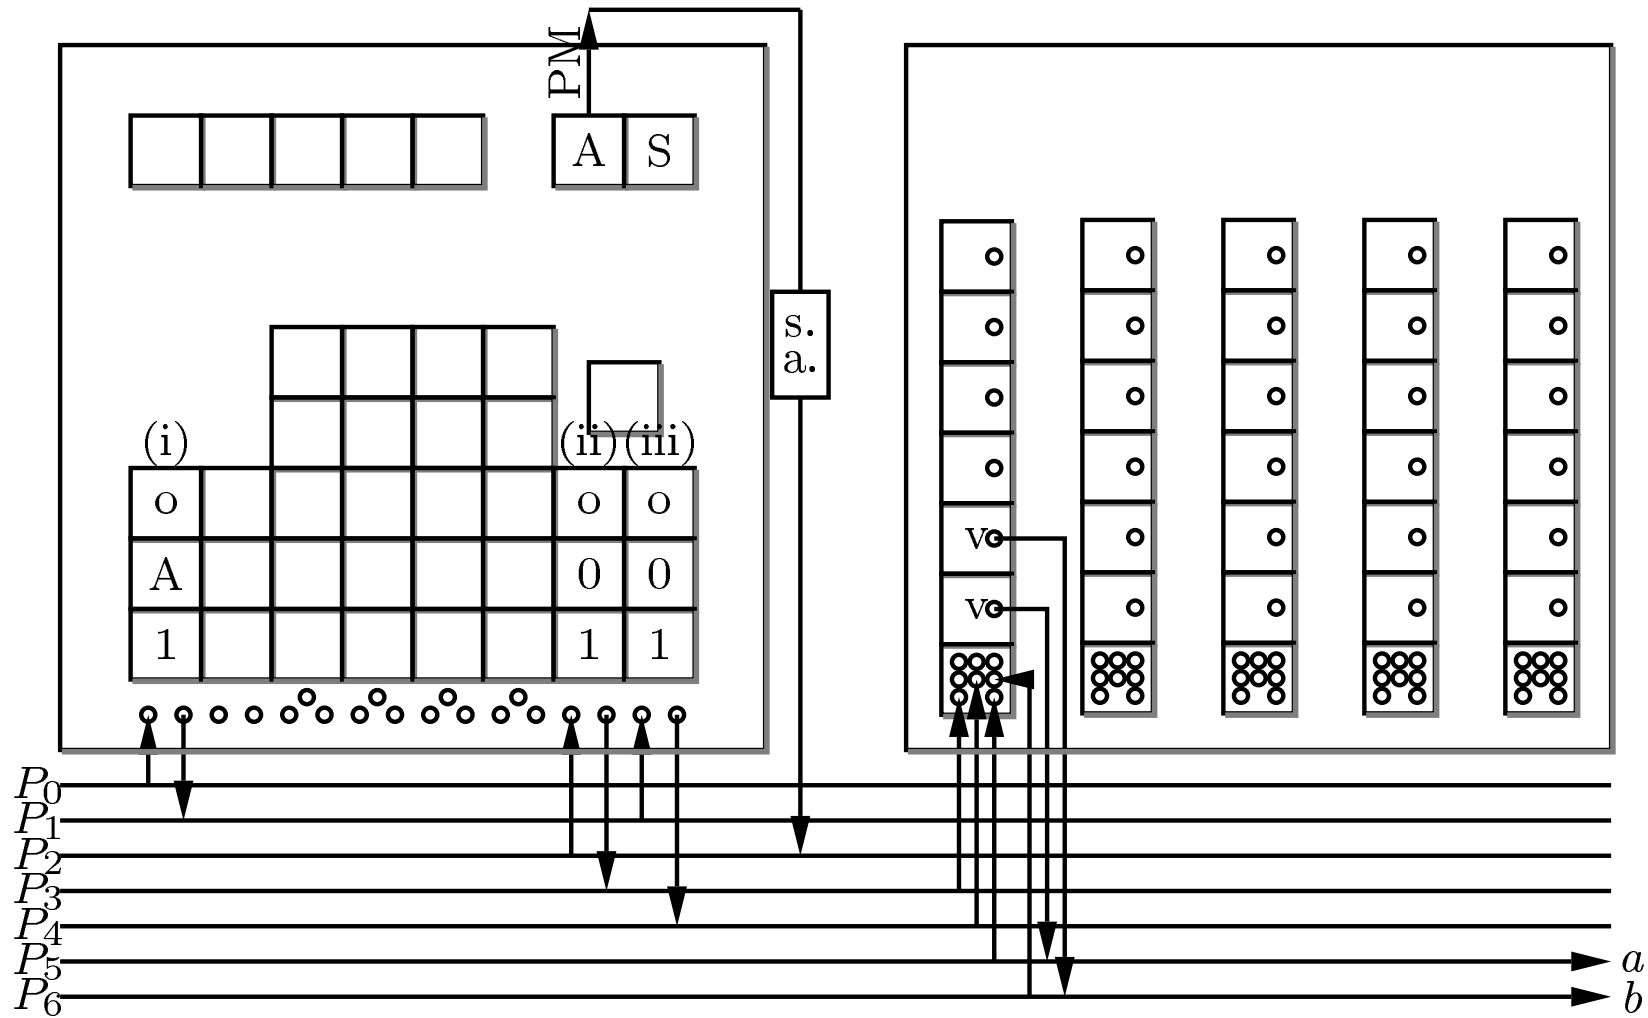 PM
A S
s.
a.
(i) (ii) (iii)
o o o
A 0 0
1 1 1
v
v
P0
P1
P2
P3
P4
P5 a
P6 b